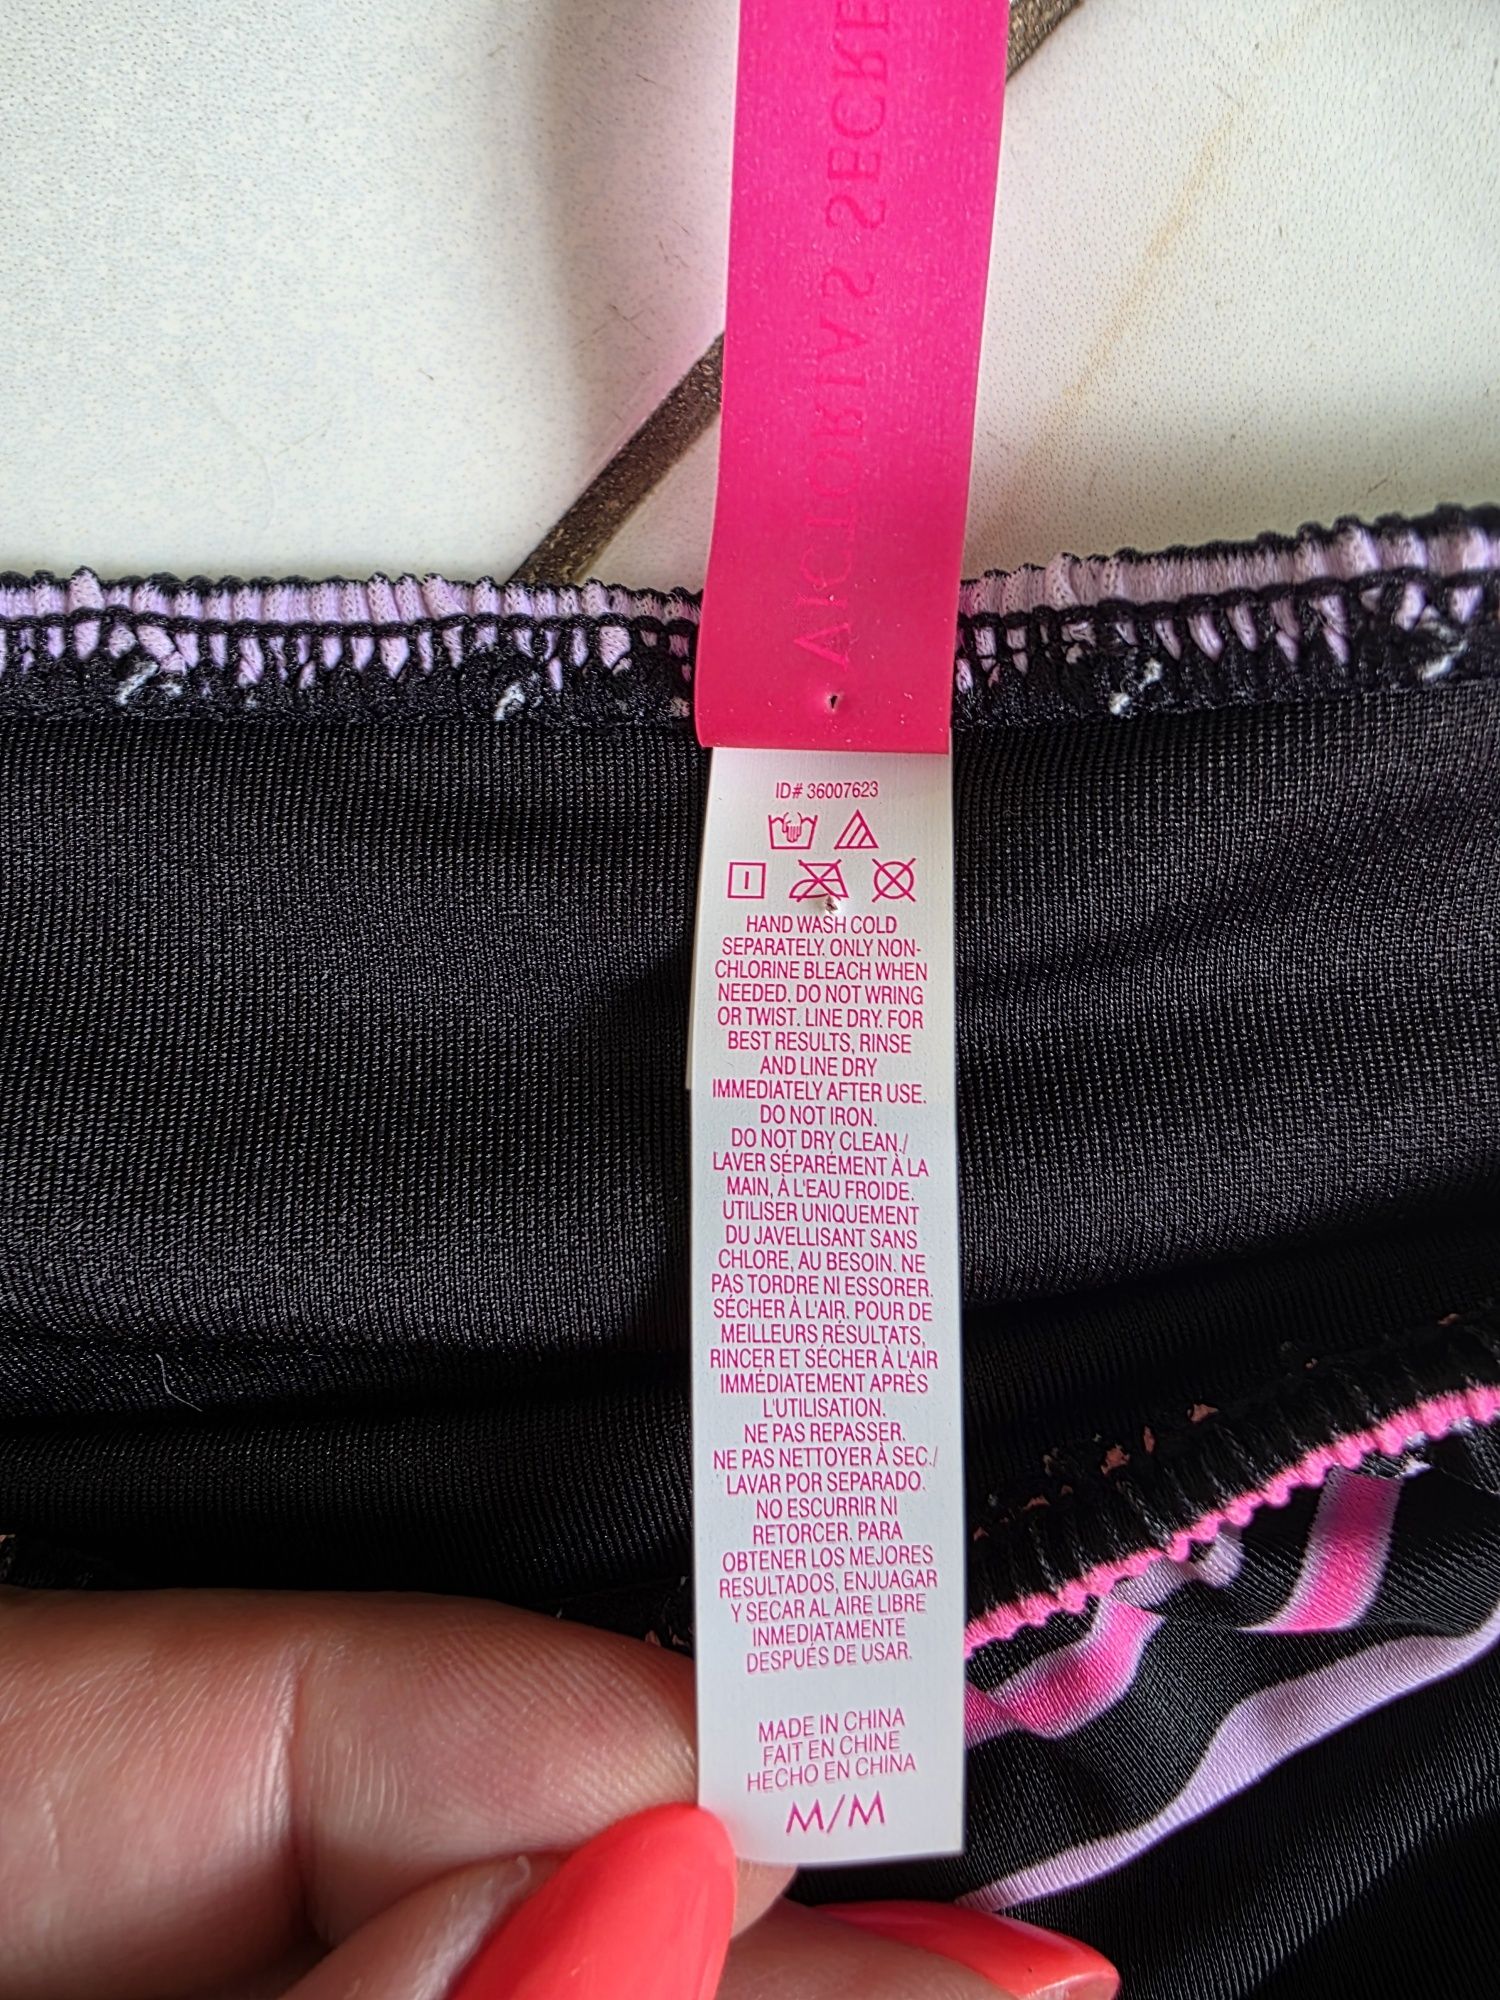 VICTORIA'S SECRE
ID# 36007623
HAND WASH COLD
SEPARATELY. ONLY NON-
CHLORINE BLEACH WHEN
NEEDED. DO NOT WRING
OR TWIST. LINE DRY. FOR
BEST RESULTS, RINSE
AND LINE DRY
IMMEDIATELY AFTER USE.
DO NOT IRON.
DO NOT DRY CLEAN./
LAVER SÉPARÉMENT À LA
MAIN, À L'EAU FROIDE.
UTILISER UNIQUEMENT
DU JAVELLISANT SANS
CHLORE, AU BESOIN. NE
PAS TORDRE NI ESSORER.
SÉCHER À L'AIR. POUR DE
MEILLEURS RÉSULTATS,
RINCER ET SÉCHER À L'AIR
IMMÉDIATEMENT APRÈS
L'UTILISATION.
NE PAS REPASSER.
NE PAS NETTOYER À SEC./
LAVAR POR SEPARADO.
NO ESCURRIR NI
RETORCER. PARA
OBTENER LOS MEJORES
RESULTADOS, ENJUAGAR
Y SECAR AL AIRE LIBRE
INMEDIATAMENTE
DESPUÉS DE USAR.
MADE IN CHINA
FAIT EN CHINE
HECHO EN CHINA
M/M